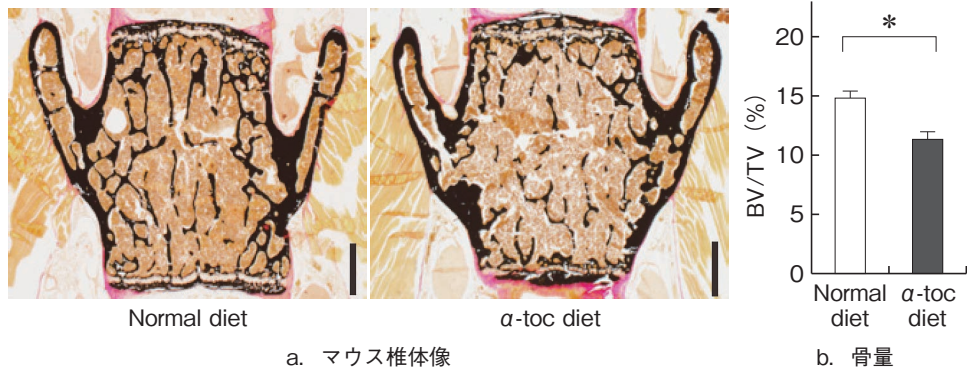 Normal diet
α-toc diet
a. マウス椎体像
BV/TV (%)
20
15
10
5
0
*
Normal
diet
α-toc
diet
b. 骨量